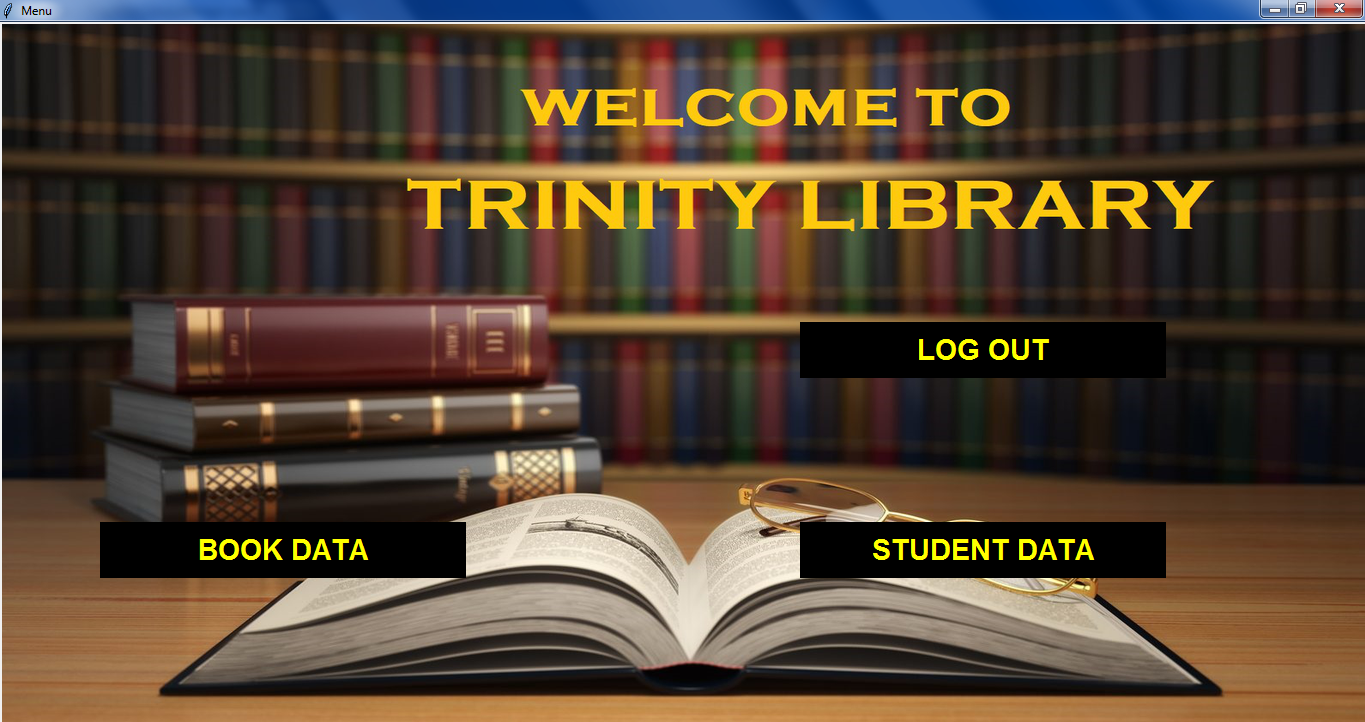 Menu
WELCOME TO
TRINITY LIBRARY
LOG OUT
BOOK DATA
STUDENT DATA